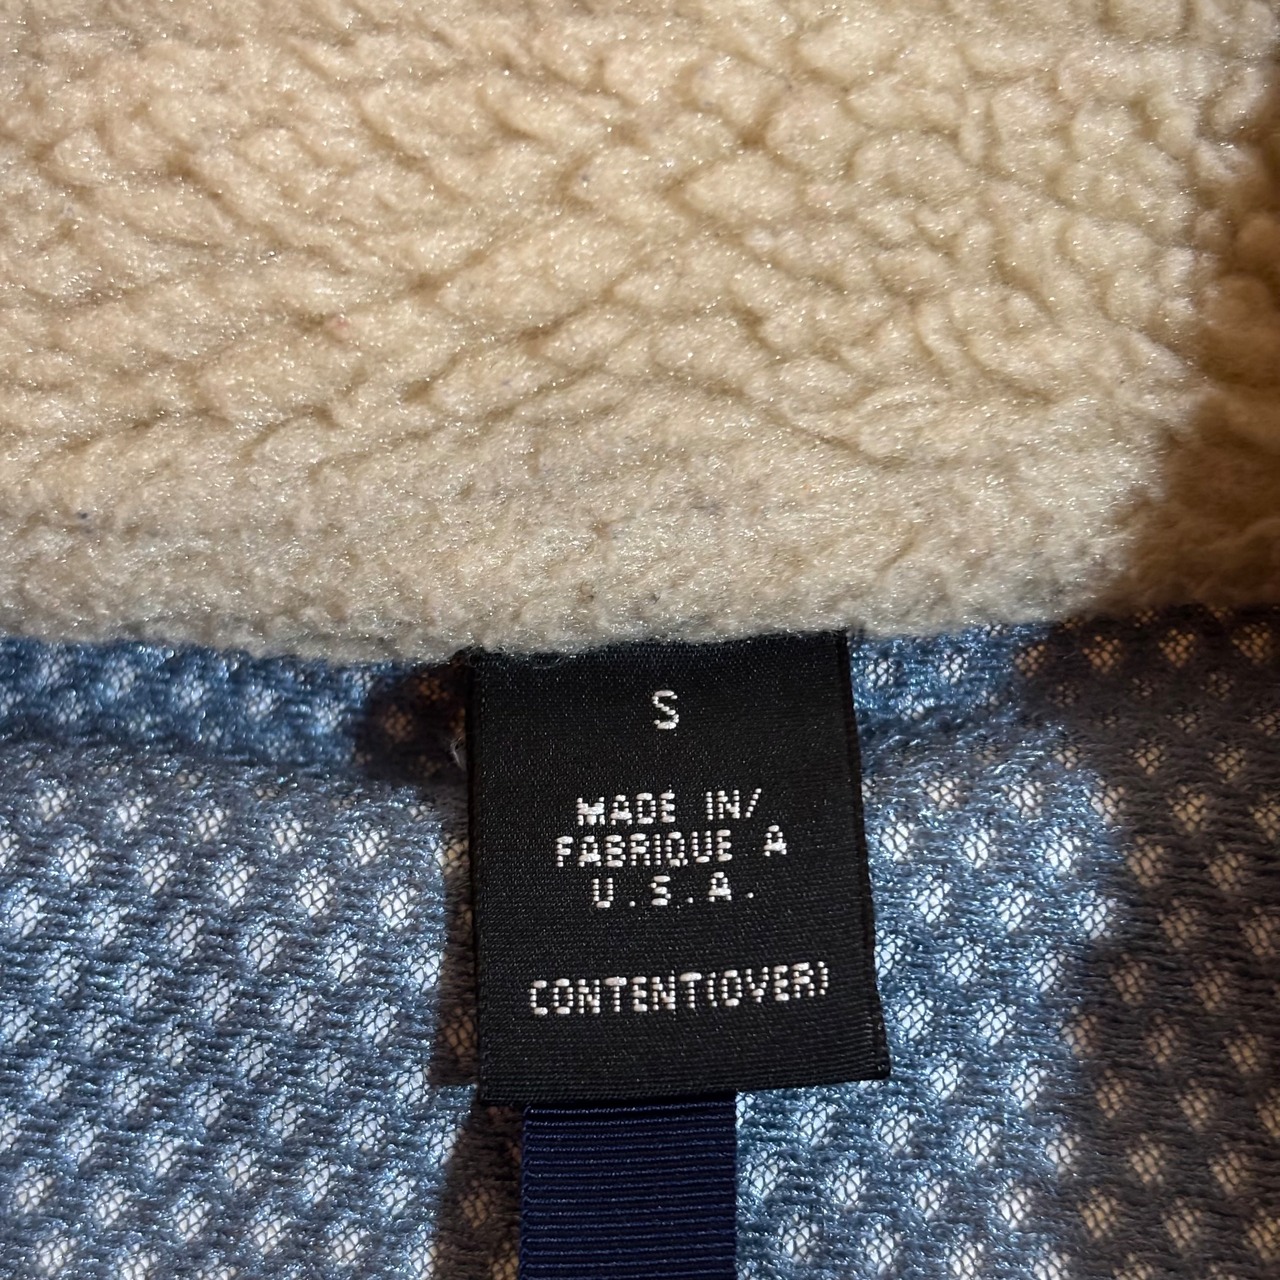 S
MADE IN/
FABRIQUE A
U.S.A.
CONTENT(OVER)